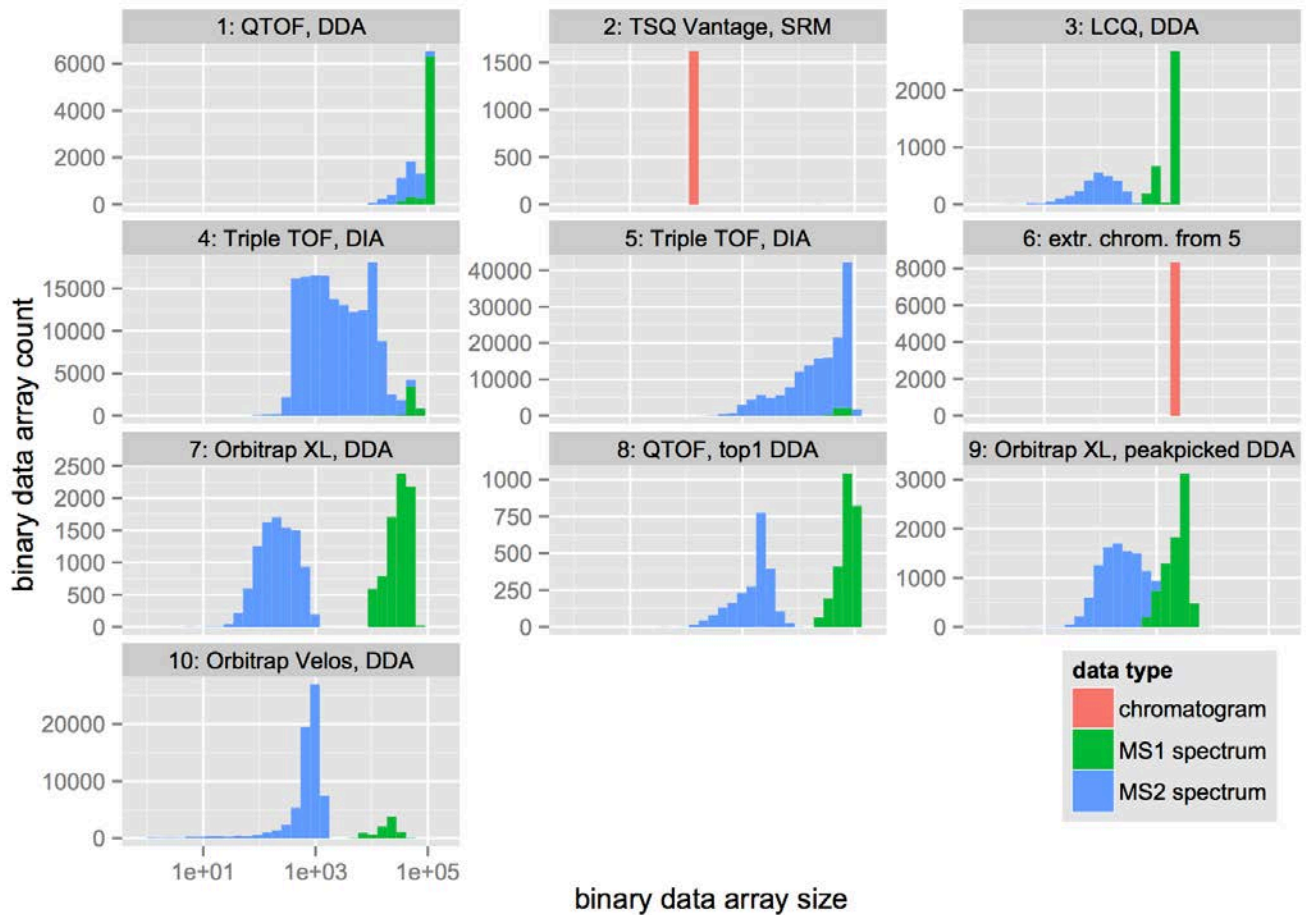 1: QTOF, DDA
6000
4000
2000
0
2: TSQ Vantage, SRM
1500
1000
500
0
3: LCQ, DDA
2000
1000
0
4: Triple TOF, DIA
15000
10000
5000
0
5: Triple TOF, DIA
40000
30000
20000
10000
0
6: extr. chrom. from 5
8000
6000
4000
2000
0
7: Orbitrap XL, DDA
2500
2000
1500
1000
500
0
8: QTOF, top1 DDA
1000
750
500
250
0
9: Orbitrap XL, peakpicked DDA
3000
2000
1000
0
10: Orbitrap Velos, DDA
20000
10000
0
1e+01 1e+03 1e+05
binary data array count
binary data array size
data type
chromatogram
MS1 spectrum
MS2 spectrum